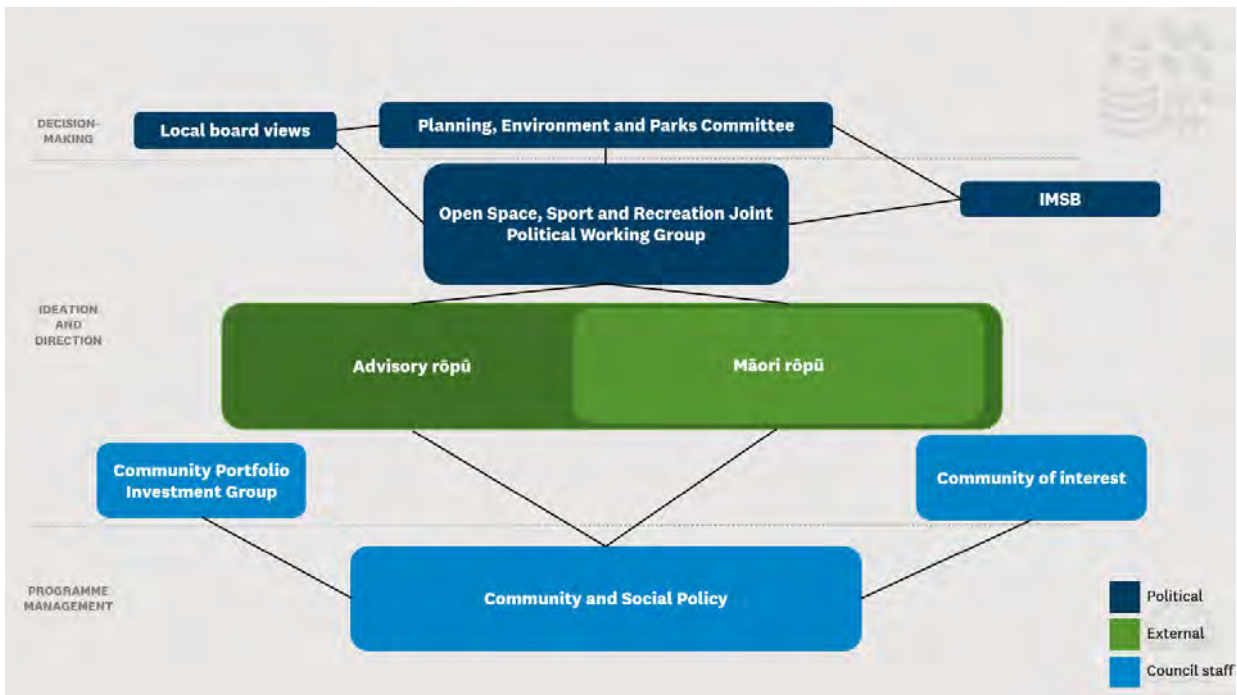 DECISION-
MAKING
Local board views
Planning, Environment and Parks Committee
Open Space, Sport and Recreation Joint
Political Working Group
IMSB
IDEATION
AND
DIRECTION
Advisory rōpū
Māori rōpū
Community Portfolio
Investment Group
Community of interest
PROGRAMME
MANAGEMENT
Community and Social Policy
Political
External
Council staff